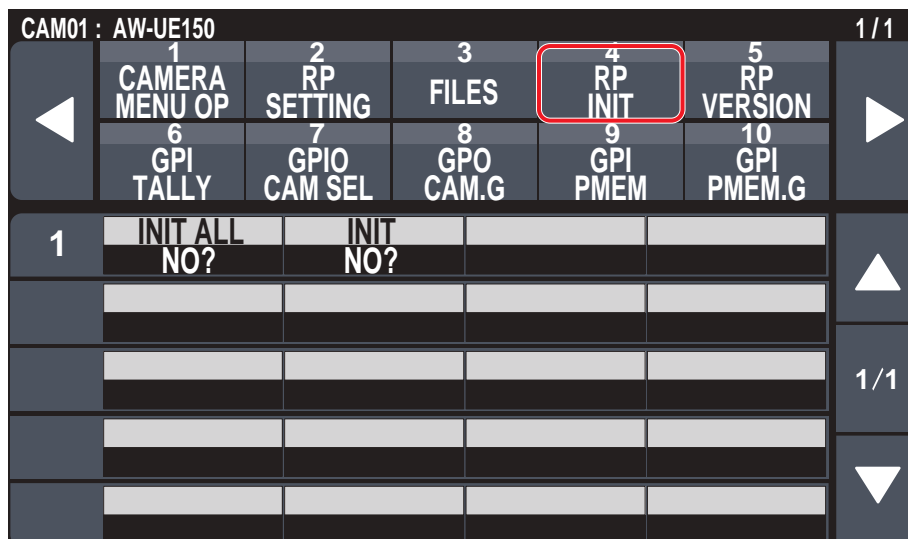 CAM01 : AW-UE150 1/1
1 2 3 4 5
CAMERA MENU OP RP SETTING FILES RP INIT RP VERSION
6 7 8 9 10
GPI TALLY GPIO CAM SEL GPO CAM.G GPI PMEM GPI PMEM.G
1 INIT ALL INIT
NO? NO?
1/1